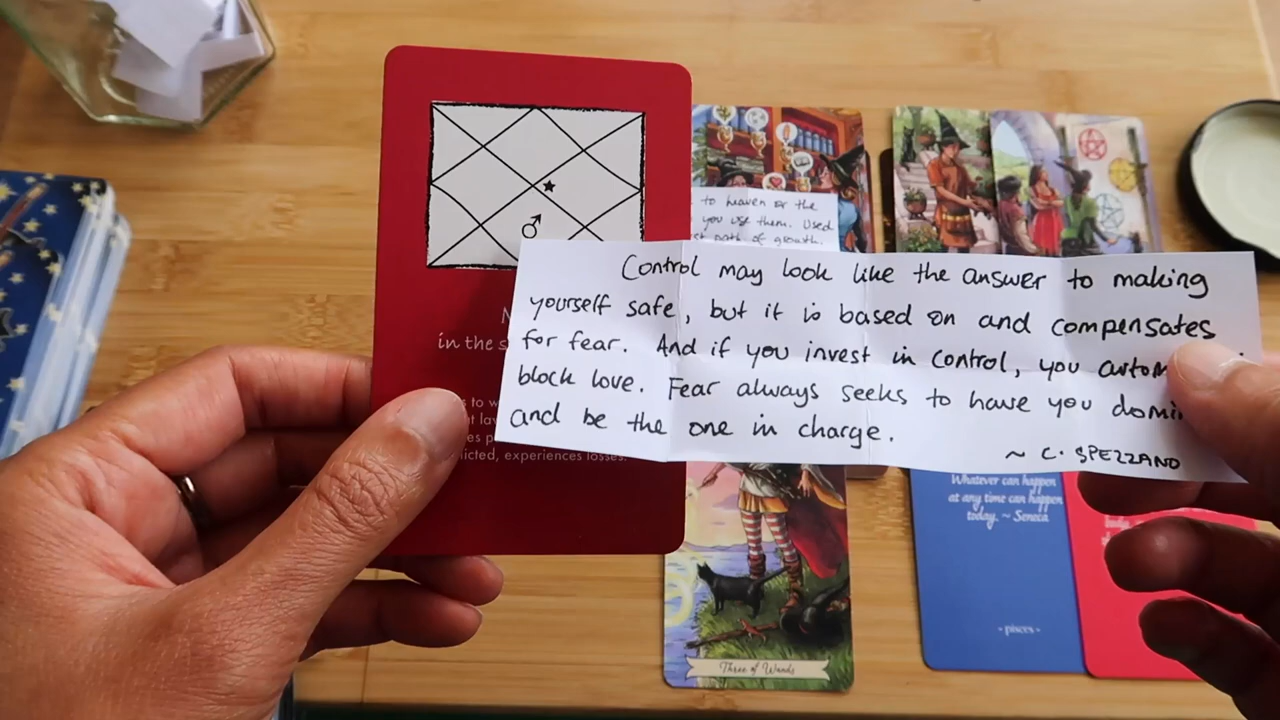 to heaven or the
you use them. Used
path of growth.
Control may look like the answer to making
yourself safe, but it is based on and compensates
for fear. And if you invest in control, you
block love. Fear always seeks to have you
and be the one in charge.
~ C. SPEZZANO
in the
to w
experiences losses.
Whatever can happen
at any time can happen
today. ~ Seneca
- pisces -
Three of Wands